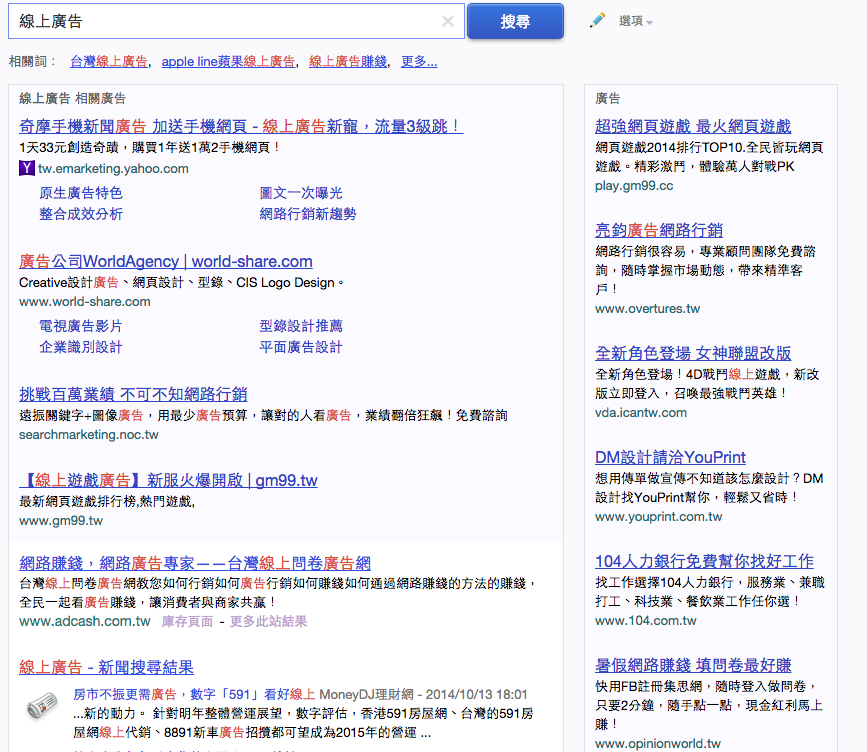 線上廣告
搜尋
選項
相關詞： 台灣線上廣告, apple line蘋果線上廣告, 線上廣告賺錢, 更多...
線上廣告 相關廣告
奇摩手機新聞廣告 加送手機網頁 - 線上廣告新寵，流量3級跳！
1天33元創造奇蹟，購買1年送1萬2手機網頁！
Y tw.emarketing.yahoo.com
原生廣告特色 圖文一次曝光
整合成效分析 網路行銷新趨勢
廣告公司WorldAgency | world-share.com
Creative設計廣告、網頁設計、型錄、CIS Logo Design。
www.world-share.com
電視廣告影片 型錄設計推薦
企業識別設計 平面廣告設計
挑戰百萬業績 不可不知網路行銷
遠振關鍵字+圖像廣告，用最少廣告預算，讓對的人看廣告，業績翻倍狂飆！免費諮詢
searchmarketing.noc.tw
【線上遊戲廣告】新服火爆開啟 | gm99.tw
最新網頁遊戲排行榜,熱門遊戲,
www.gm99.tw
網路賺錢，網路廣告專家——台灣線上問卷廣告網
台灣線上問卷廣告網教您如何行銷如何廣告行銷如何賺錢如何通過網路賺錢的方法的賺錢，
全民一起看廣告賺錢，讓消費者與商家共贏！
www.adcash.com.tw 庫存頁面 - 更多此站結果
線上廣告 - 新聞搜尋結果
房市不振更需廣告，數字「591」看好線上 MoneyDJ理財網 - 2014/10/13 18:01
...新的動力。 針對明年整體營運展望，數字評估，香港591房屋網、台灣的591房
屋網線上代銷、8891新車廣告招攬都可望成為2015年的營運 ...
廣告
超強網頁遊戲 最火網頁遊戲
網頁遊戲2014排行TOP10.全民皆玩網頁
遊戲。精彩激鬥，體驗萬人對戰PK
play.gm99.cc
亮鈞廣告網路行銷
網路行銷很容易，專業顧問團隊免費諮
詢，隨時掌握市場動態，帶來精準客
戶！
www.overtures.tw
全新角色登場 女神聯盟改版
全新角色登場！4D戰鬥線上遊戲，新改
版立即登入，召喚最強戰鬥英雄！
vda.icantw.com
DM設計請洽YouPrint
想用傳單做宣傳不知道該怎麼設計？DM
設計找YouPrint幫你，輕鬆又省時！
www.youprint.com.tw
104人力銀行免費幫你找好工作
找工作選擇104人力銀行，服務業、兼職
打工、科技業、餐飲業工作任你選！
www.104.com.tw
暑假網路賺錢 填問卷最好賺
快用FB註冊集思網，隨時登入做問卷，
只要2分鐘，隨手點一點，現金紅利馬上
賺！
www.opinionworld.tw